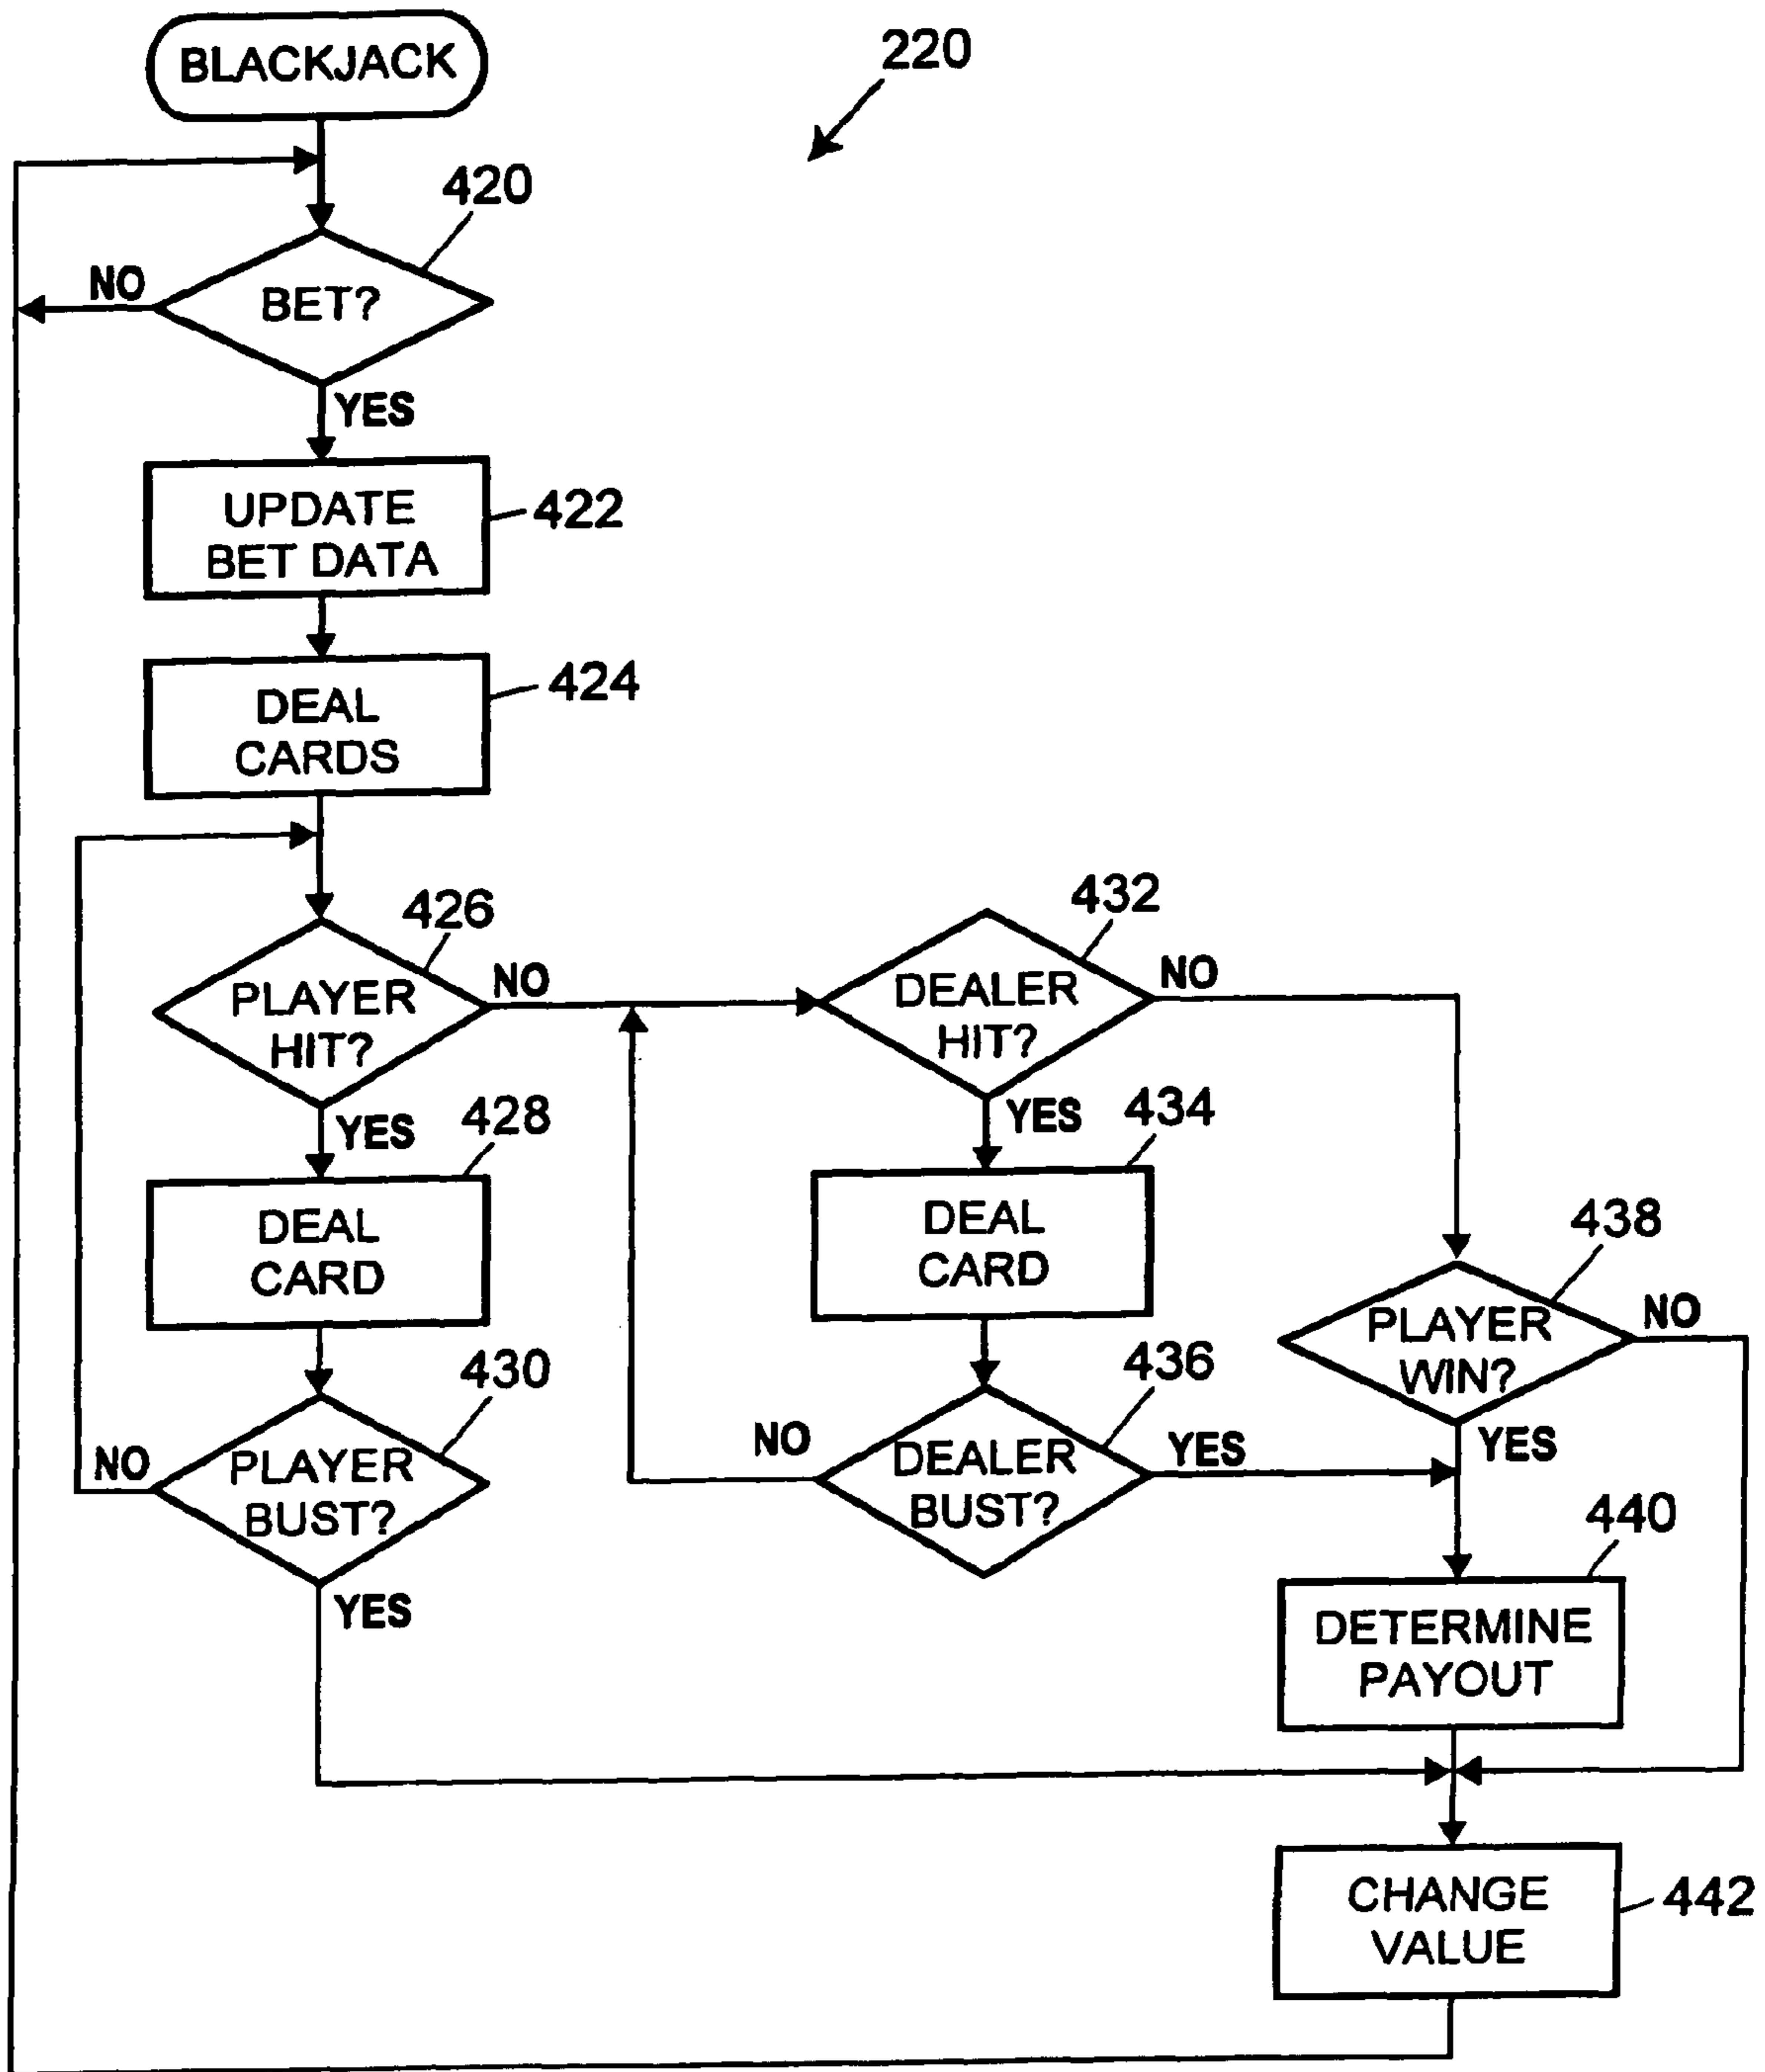 BLACKJACK
220
420
NO
BET?
YES
UPDATE
BET DATA
422
DEAL
CARDS
424
426
PLAYER
HIT?
NO
YES
428
DEAL
CARD
430
PLAYER
BUST?
NO
YES
432
DEALER
HIT?
NO
YES
434
DEAL
CARD
436
DEALER
BUST?
NO
YES
438
PLAYER
WIN?
NO
YES
440
DETERMINE
PAYOUT
CHANGE
VALUE
442